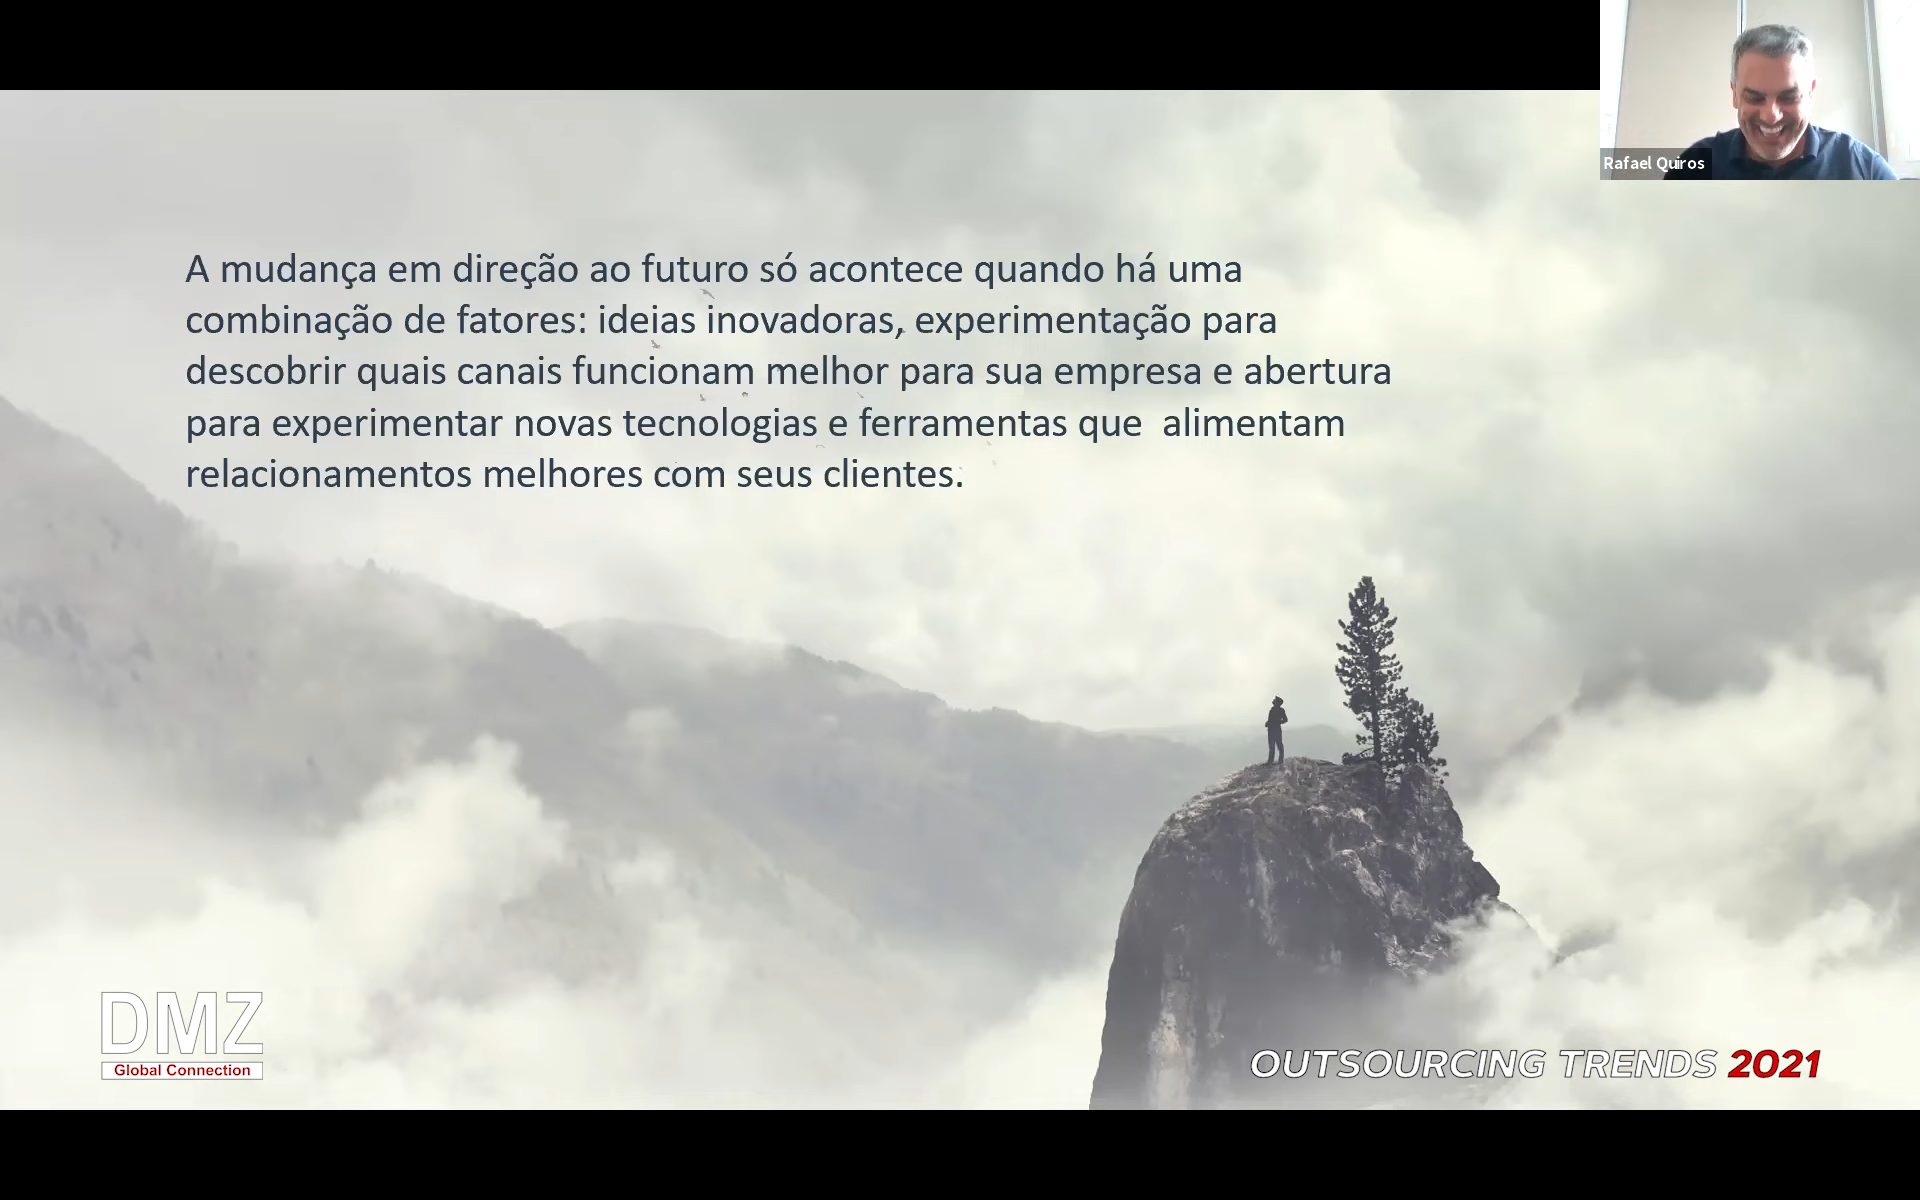 Rafael Quiros
A mudança em direção ao futuro só acontece quando há uma
combinação de fatores: ideias inovadoras, experimentação para
descobrir quais canais funcionam melhor para sua empresa e abertura
para experimentar novas tecnologias e ferramentas que  alimentam
relacionamentos melhores com seus clientes.
DMZ
Global Connection
OUTSOURCING TRENDS 2021